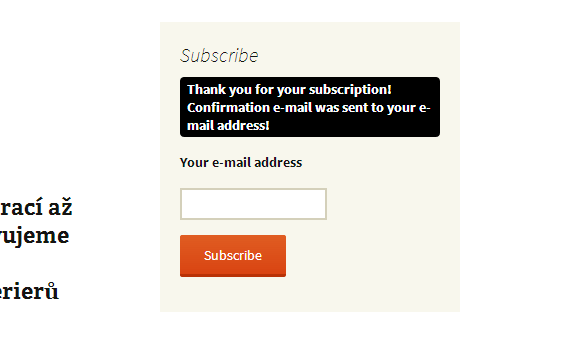 Subscribe
Thank you for your subscription!
Confirmation e-mail was sent to your e-
mail address!
Your e-mail address
Subscribe
rací až
vujeme
erierů